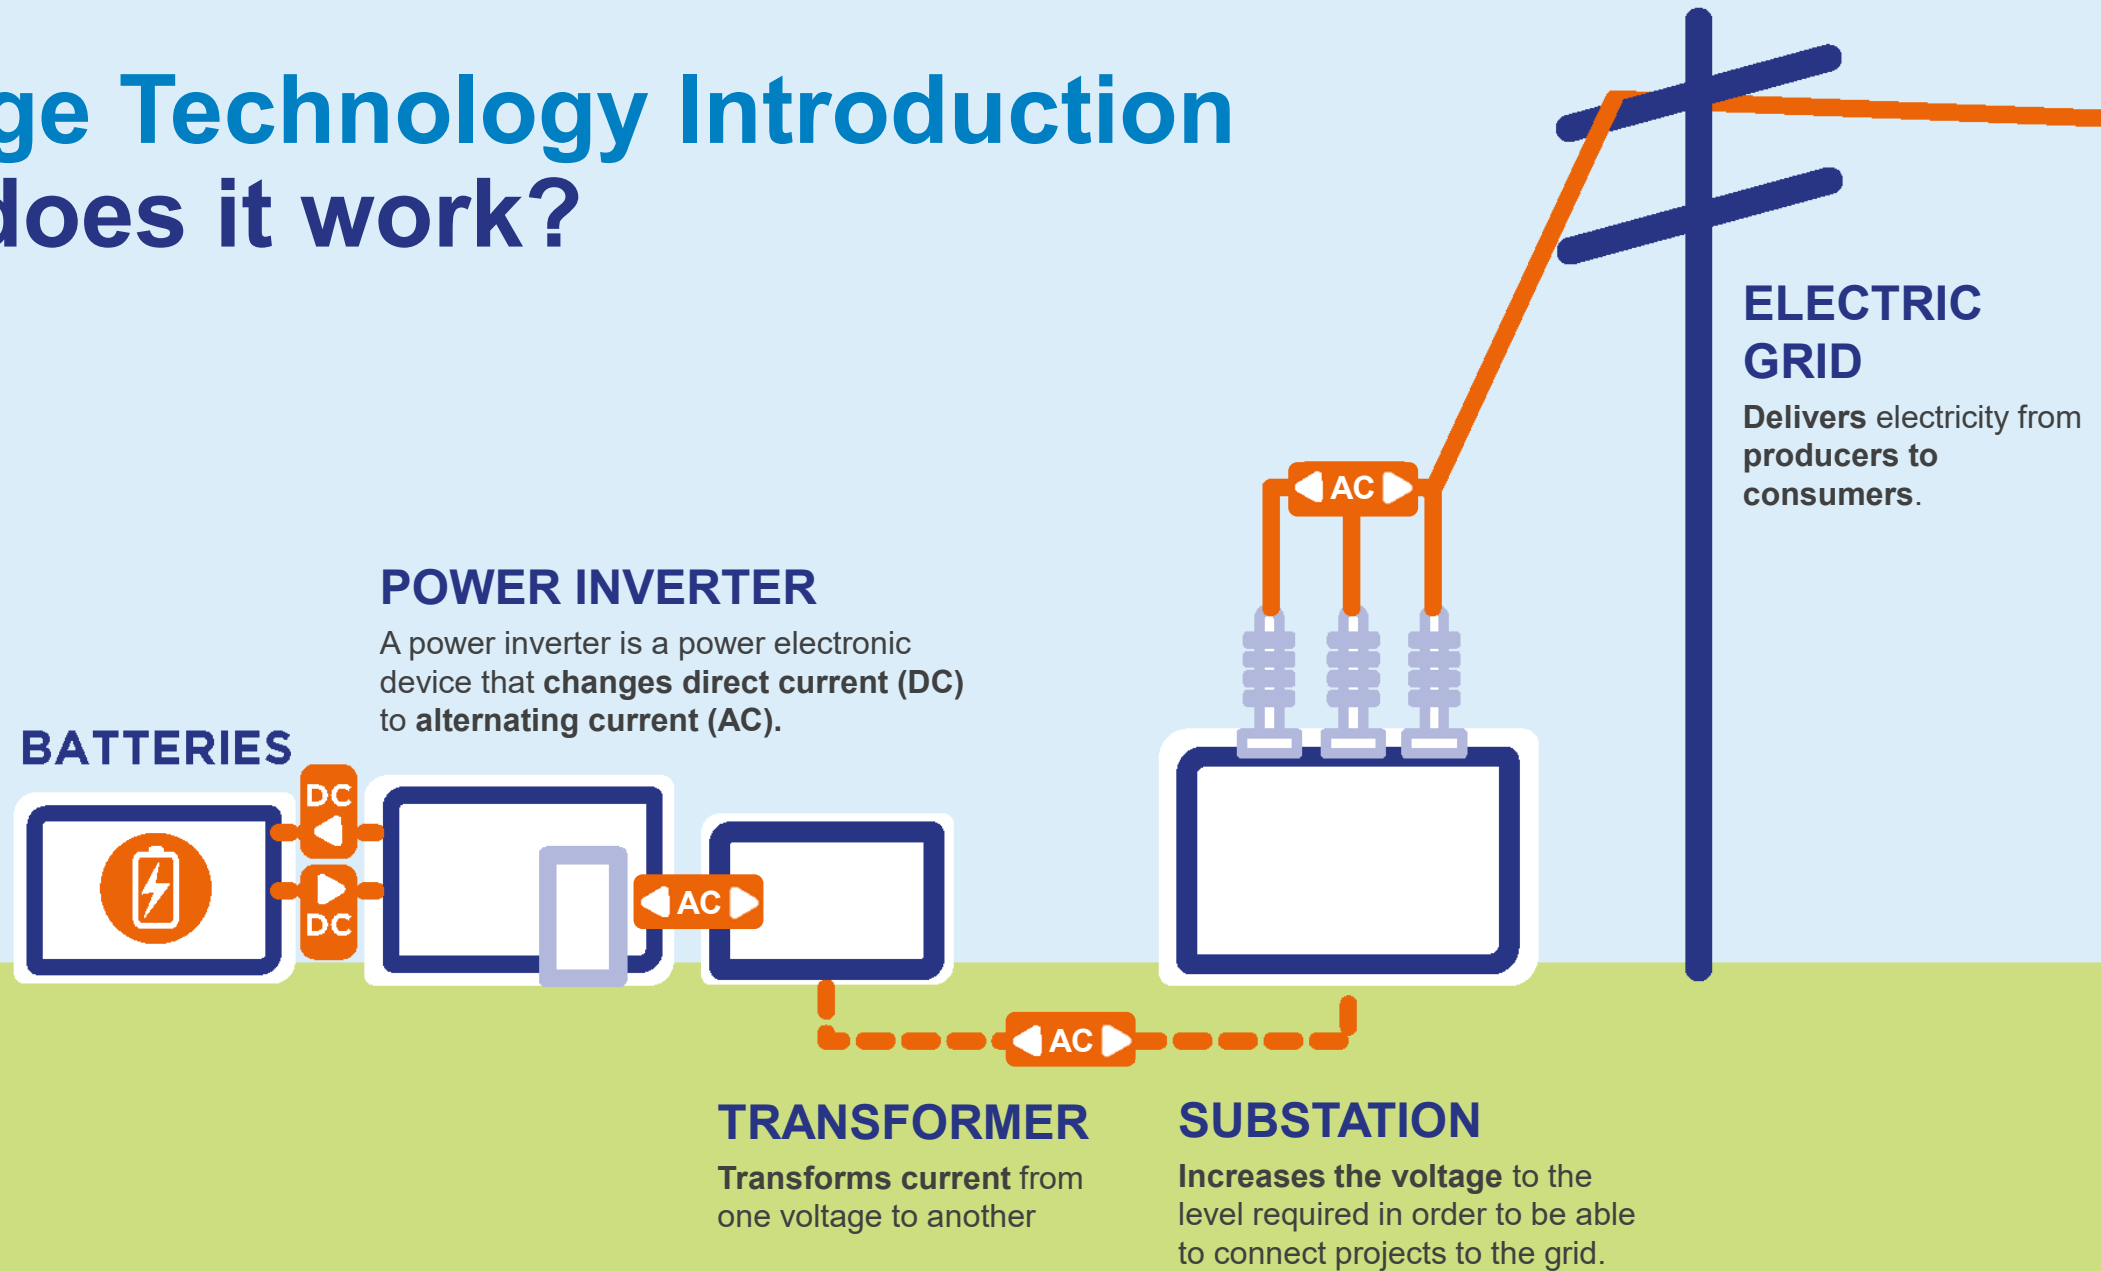 ge Technology Introduction
does it work?
ELECTRIC
GRID
Delivers electricity from
producers to
consumers.
AC
POWER INVERTER
A power inverter is a power electronic
device that changes direct current (DC)
to alternating current (AC).
BATTERIES
DC
DC
AC
AC
TRANSFORMER
Transforms current from
one voltage to another
SUBSTATION
Increases the voltage to the
level required in order to be able
to connect projects to the grid.